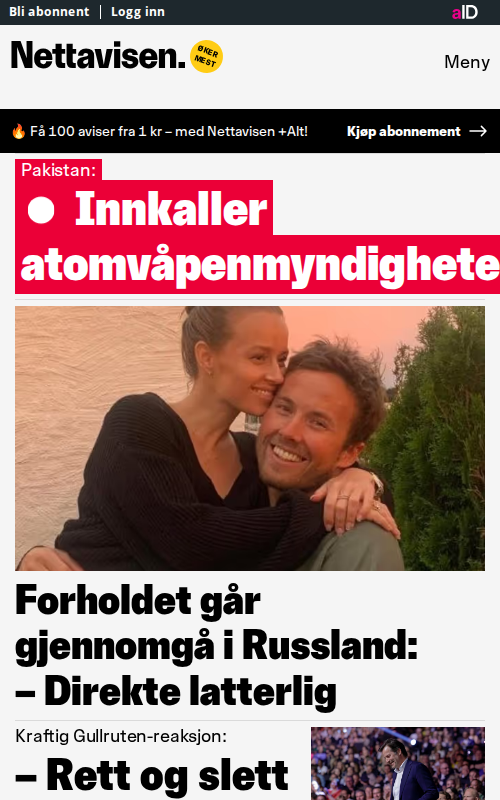 Bli abonnent | Logg inn
aID
Nettavisen.
ØKER
MEST
Meny
🔥 Få 100 aviser fra 1 kr – med Nettavisen +Alt!
Kjøp abonnement →
Pakistan:
Innkaller
atomvåpenmyndighete
Forholdet går
gjennomgå i Russland:
– Direkte latterlig
Kraftig Gullruten-reaksjon:
– Rett og slett